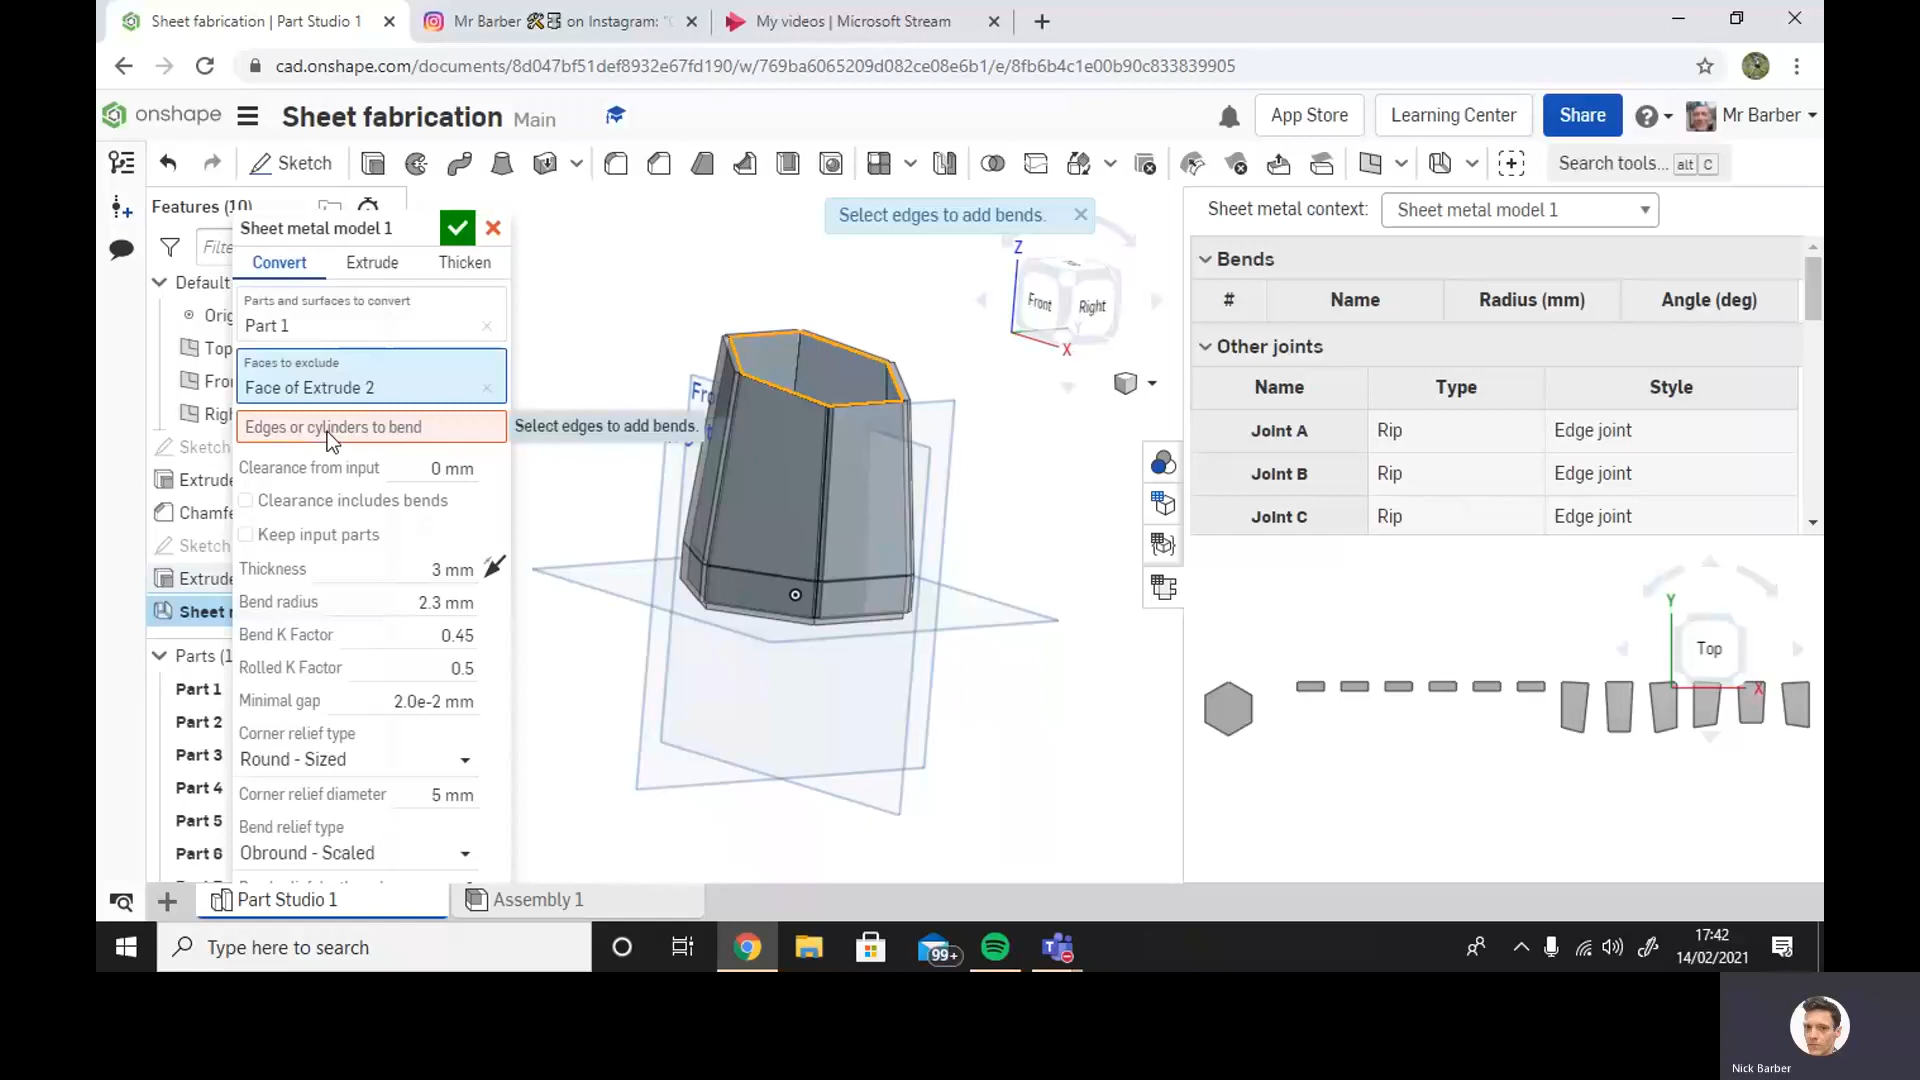 Sheet fabrication | Part Studio 1
Mr Barber 🛠 on Instagram: "
My videos | Microsoft Stream
cad.onshape.com/documents/8d047bf51def8932e67fd190/w/769ba6065209d082ce08e6b1/e/8fb6b4c1e00b90c833839905
onshape
Sheet fabrication Main
App Store
Learning Center
Share
Mr Barber
Sketch
Search tools... alt C
Features (10)
Sheet metal model 1
Convert
Extrude
Thicken
Parts and surfaces to convert
Part 1
Faces to exclude
Face of Extrude 2
Edges or cylinders to bend
Select edges to add bends.
Clearance from input 0 mm
Clearance includes bends
Keep input parts
Thickness 3 mm
Bend radius 2.3 mm
Bend K Factor 0.45
Rolled K Factor 0.5
Minimal gap 2.0e-2 mm
Corner relief type
Round - Sized
Corner relief diameter 5 mm
Bend relief type
Obround - Scaled
Filte
Default
Orig
Top
Fro
Righ
Sketch
Extrude
Chamfe
Sketch
Extrude
Sheet r
Parts (1
Part 1
Part 2
Part 3
Part 4
Part 5
Part 6
Select edges to add bends.
Z
Front
Right
Y
X
Fro
Sheet metal context: Sheet metal model 1
Bends
# Name Radius (mm) Angle (deg)
Other joints
Name Type Style
Joint A Rip Edge joint
Joint B Rip Edge joint
Joint C Rip Edge joint
Y
Top
X
Part Studio 1
Assembly 1
Type here to search
99+
17:42
14/02/2021
Nick Barber